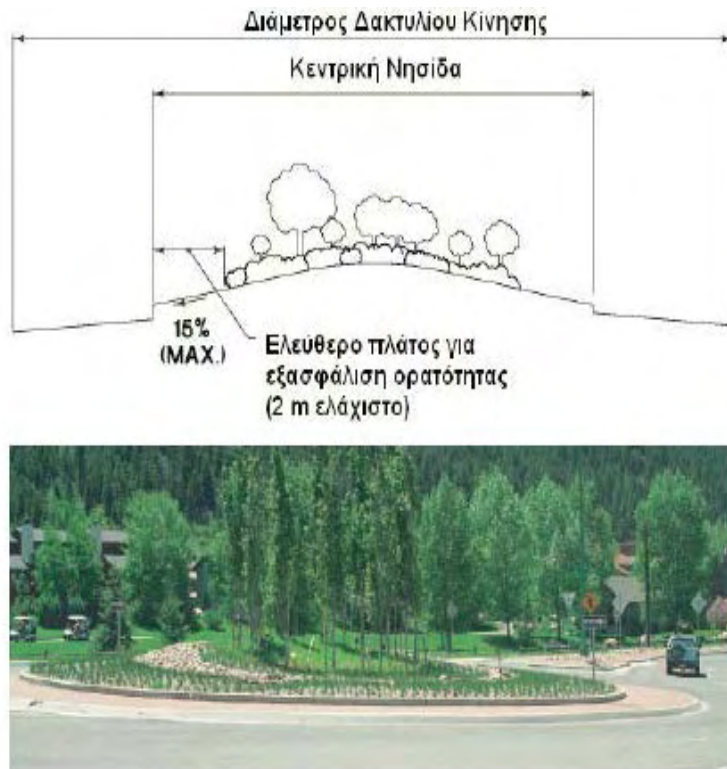 Διάμετρος Δακτυλίου Κίνησης
Κεντρική Νησίδα
15%
(MAX.)
Ελεύθερο πλάτος για
εξασφάλιση ορατότητας
(2 m ελάχιστο)